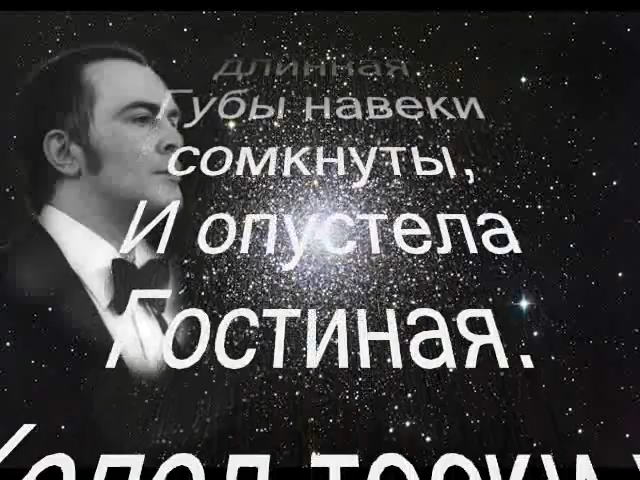 длинная.
Губы навеки
сомкнуты,
И опустела
Гостиная.